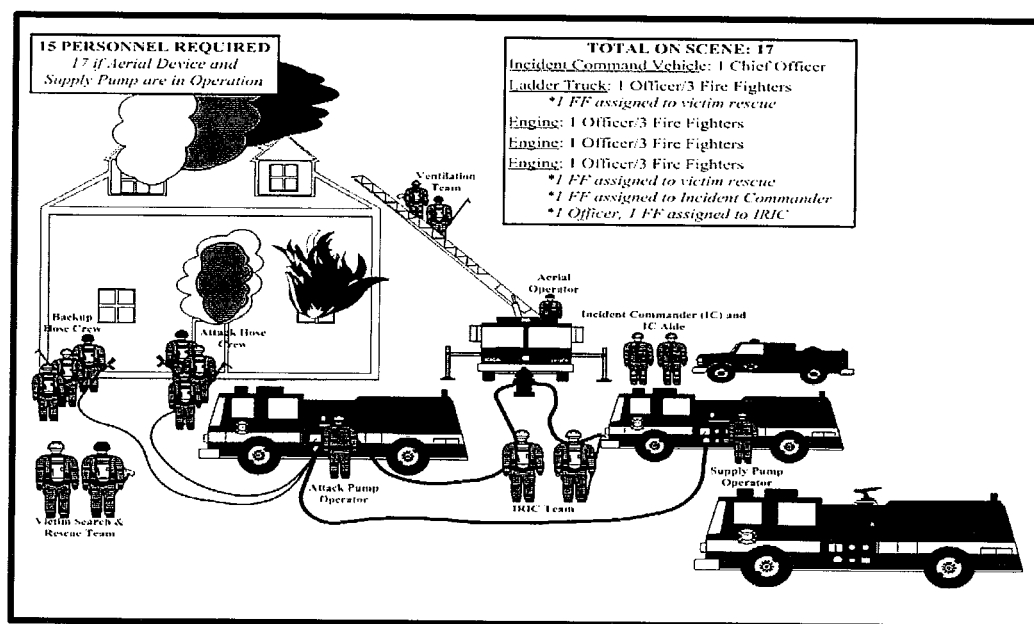 15 PERSONNEL REQUIRED
17 if Aerial Device and
Supply Pump are in Operation
TOTAL ON SCENE: 17
Incident Command Vehicle: 1 Chief Officer
Ladder Truck: 1 Officer/3 Fire Fighters
*1 FF assigned to victim rescue
Engine: 1 Officer/3 Fire Fighters
Engine: 1 Officer/3 Fire Fighters
Engine: 1 Officer/3 Fire Fighters
*1 FF assigned to victim rescue
*1 FF assigned to Incident Commander
*1 Officer, 1 FF assigned to IRIC
Ventilation
Team
Aerial
Operator
Backup
Hose Crew
Attack Hose
Crew
Incident Commander (IC) and
IC Aide
Attack Pump
Operator
IRIC Team
Supply Pump
Operator
Victim Search &
Rescue Team